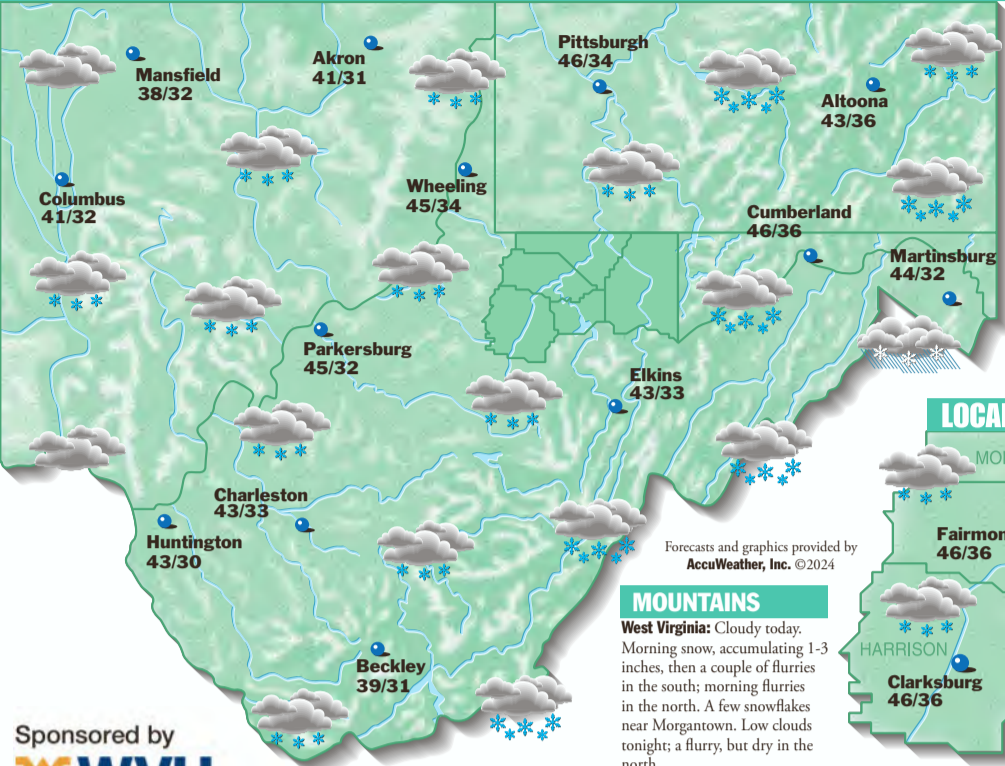 Mansfield
38/32
Akron
41/31
Pittsburgh
46/34
Altoona
43/36
Columbus
41/32
Wheeling
45/34
Cumberland
46/36
Martinsburg
44/32
Parkersburg
45/32
Elkins
43/33
Charleston
43/33
Huntington
43/30
Beckley
39/31
Forecasts and graphics provided by
AccuWeather, Inc. ©2024
MOUNTAINS
West Virginia: Cloudy today.
Morning snow, accumulating 1-3
inches, then a couple of flurries
in the south; morning flurries
in the north. A few snowflakes
near Morgantown. Low clouds
tonight; a flurry, but dry in the
north.
LOCA
MO
Fairmon
46/36
HARRISON
Clarksburg
46/36
Sponsored by